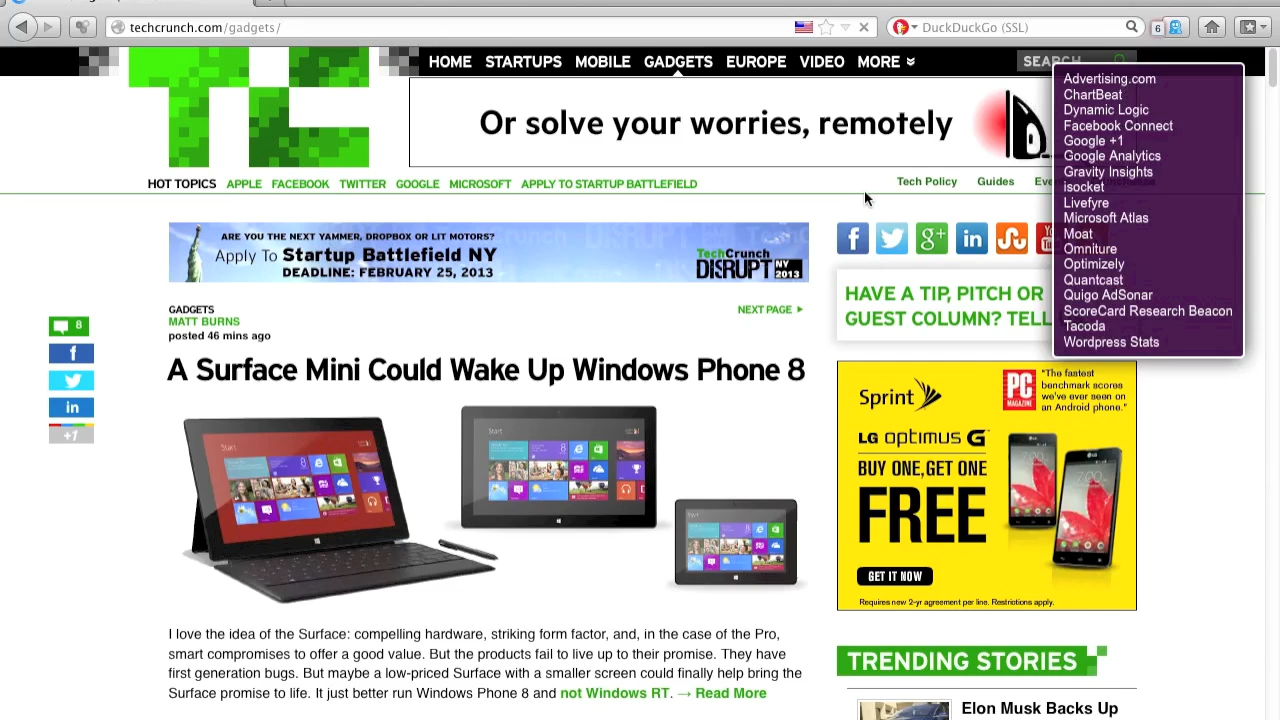 techcrunch.com/gadgets/
DuckDuckGo (SSL)
6
HOME STARTUPS MOBILE GADGETS EUROPE VIDEO MORE
SEARCH
Or solve your worries, remotely
HOT TOPICS APPLE FACEBOOK TWITTER GOOGLE MICROSOFT APPLY TO STARTUP BATTLEFIELD
Tech Policy Guides
Advertising.com
ChartBeat
Dynamic Logic
Facebook Connect
Google +1
Google Analytics
Gravity Insights
isocket
Livefyre
Microsoft Atlas
Moat
Omniture
Optimizely
Quantcast
Quigo AdSonar
ScoreCard Research Beacon
Tacoda
Wordpress Stats
ARE YOU THE NEXT YAMMER, DROPBOX OR LIT MOTORS?
Apply To Startup Battlefield NY
DEADLINE: FEBRUARY 25, 2013
TechCrunch
DISRUPT NY 2013
HAVE A TIP, PITCH OR
GUEST COLUMN? TELL
GADGETS
NEXT PAGE
MATT BURNS
posted 46 mins ago
8
+1
A Surface Mini Could Wake Up Windows Phone 8
Start
Start
I love the idea of the Surface: compelling hardware, striking form factor, and, in the case of the Pro,
smart compromises to offer a good value. But the products fail to live up to their promise. They have
first generation bugs. But maybe a low-priced Surface with a smaller screen could finally help bring the
Surface promise to life. It just better run Windows Phone 8 and not Windows RT. → Read More
Sprint
PC
MAGAZINE
"The fastest
benchmark scores
we've ever seen on
an Android phone."
LG optimus G
BUY ONE, GET ONE
FREE
GET IT NOW
Requires new 2-yr agreement per line. Restrictions apply.
TRENDING STORIES
Elon Musk Backs Up